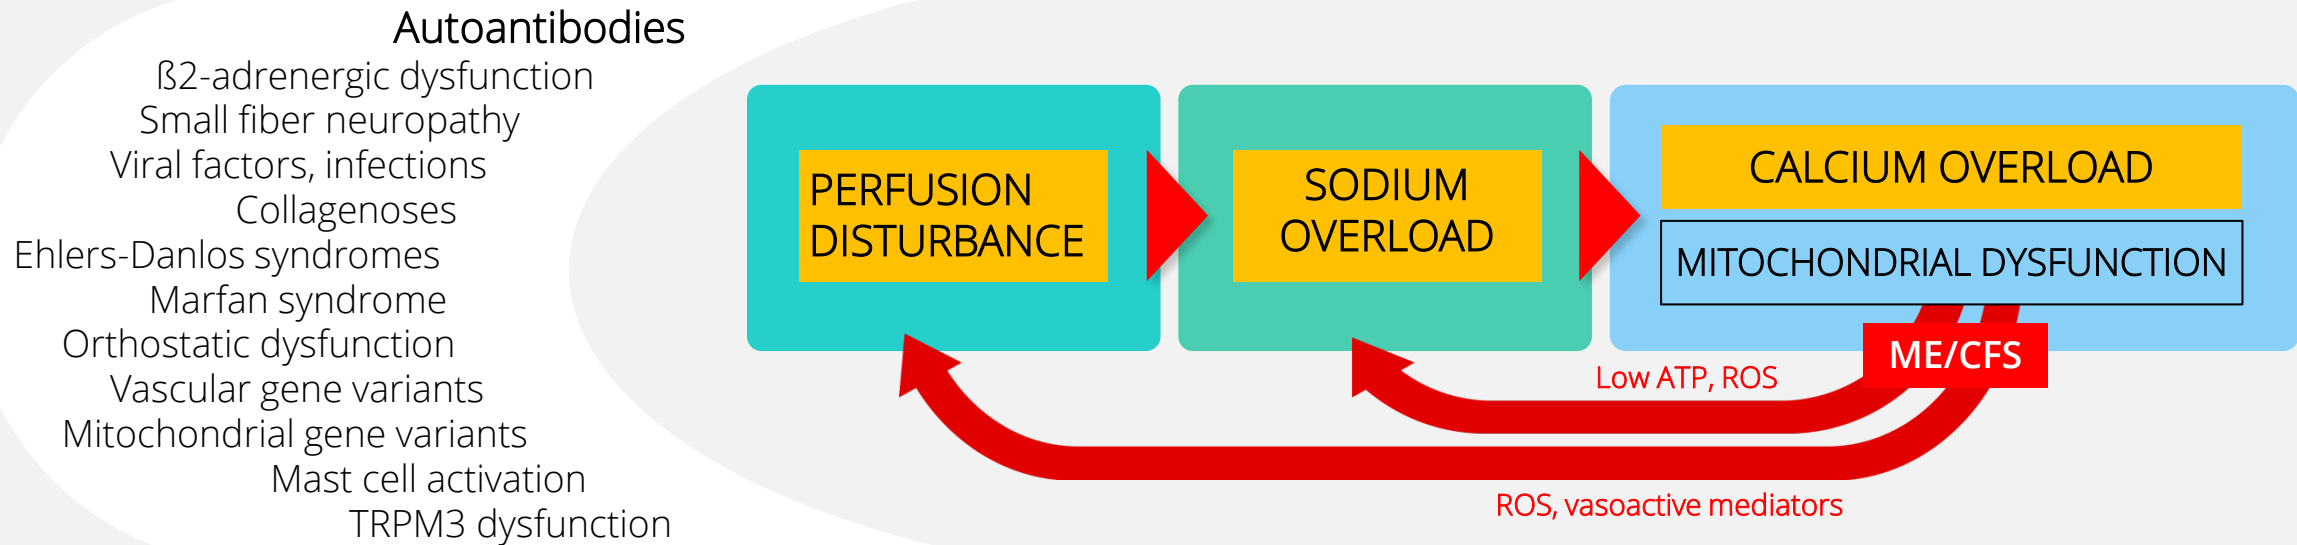 Autoantibodies
ß2-adrenergic dysfunction
Small fiber neuropathy
Viral factors, infections
Collagenoses
Ehlers-Danlos syndromes
Marfan syndrome
Orthostatic dysfunction
Vascular gene variants
Mitochondrial gene variants
Mast cell activation
TRPM3 dysfunction
PERFUSION
DISTURBANCE
SODIUM
OVERLOAD
CALCIUM OVERLOAD
MITOCHONDRIAL DYSFUNCTION
ME/CFS
Low ATP, ROS
ROS, vasoactive mediators